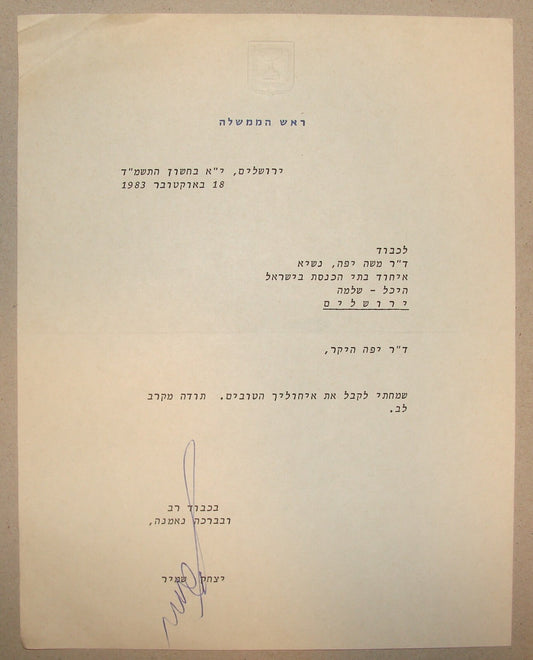 ראש הממשלה
ירושלים, י"א בחשון התשמ"ד
18 באוקטובר 1983
לכבוד
ד"ר משה יפה, נשיא
איחוד בתי הכנסת בישראל
היכל - שלמה
ירושלים
ד"ר יפה היקר,
שמחתי לקבל את איחוליך הטובים. תודה מקרב
לב.
בכבוד רב
ובברכה נאמנה,
יצחק שמיר